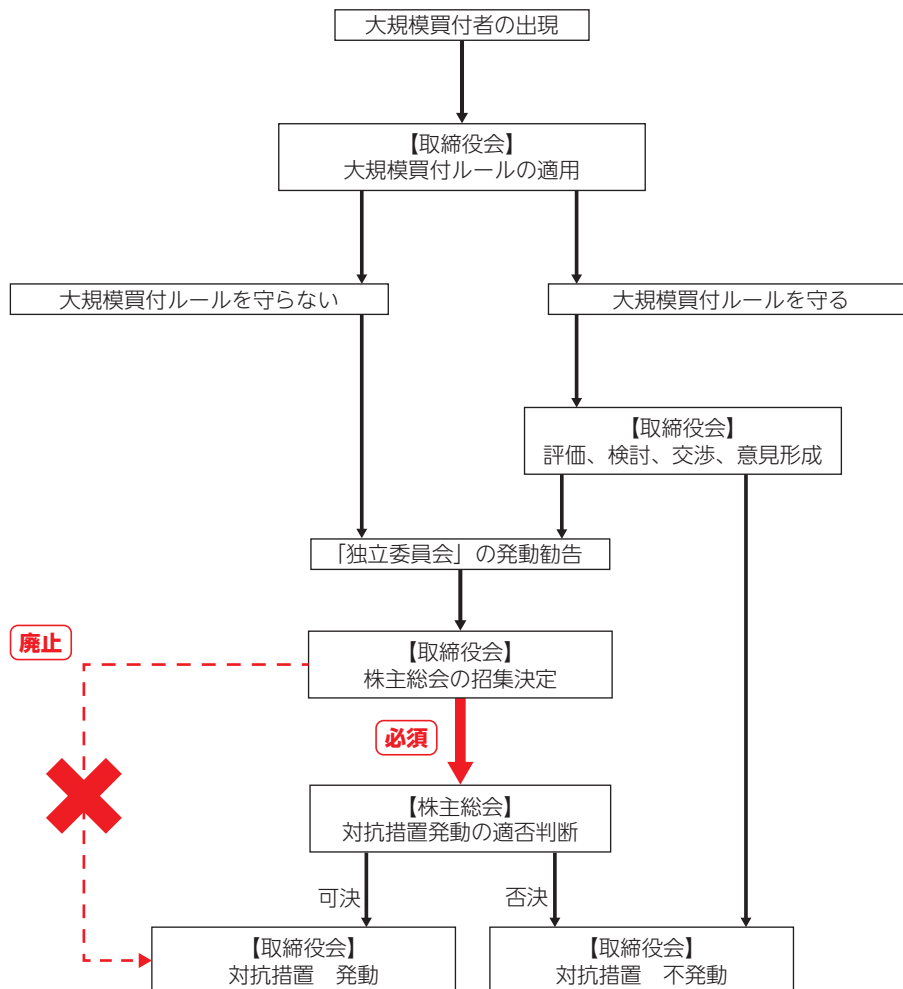 大規模買付者の出現
【取締役会】
大規模買付ルールの適用
大規模買付ルールを守らない
大規模買付ルールを守る
【取締役会】
評価、検討、交渉、意見形成
「独立委員会」の発動勧告
廃止
【取締役会】
株主総会の招集決定
必須
【株主総会】
対抗措置発動の適否判断
可決
否決
【取締役会】
対抗措置　発動
【取締役会】
対抗措置　不発動